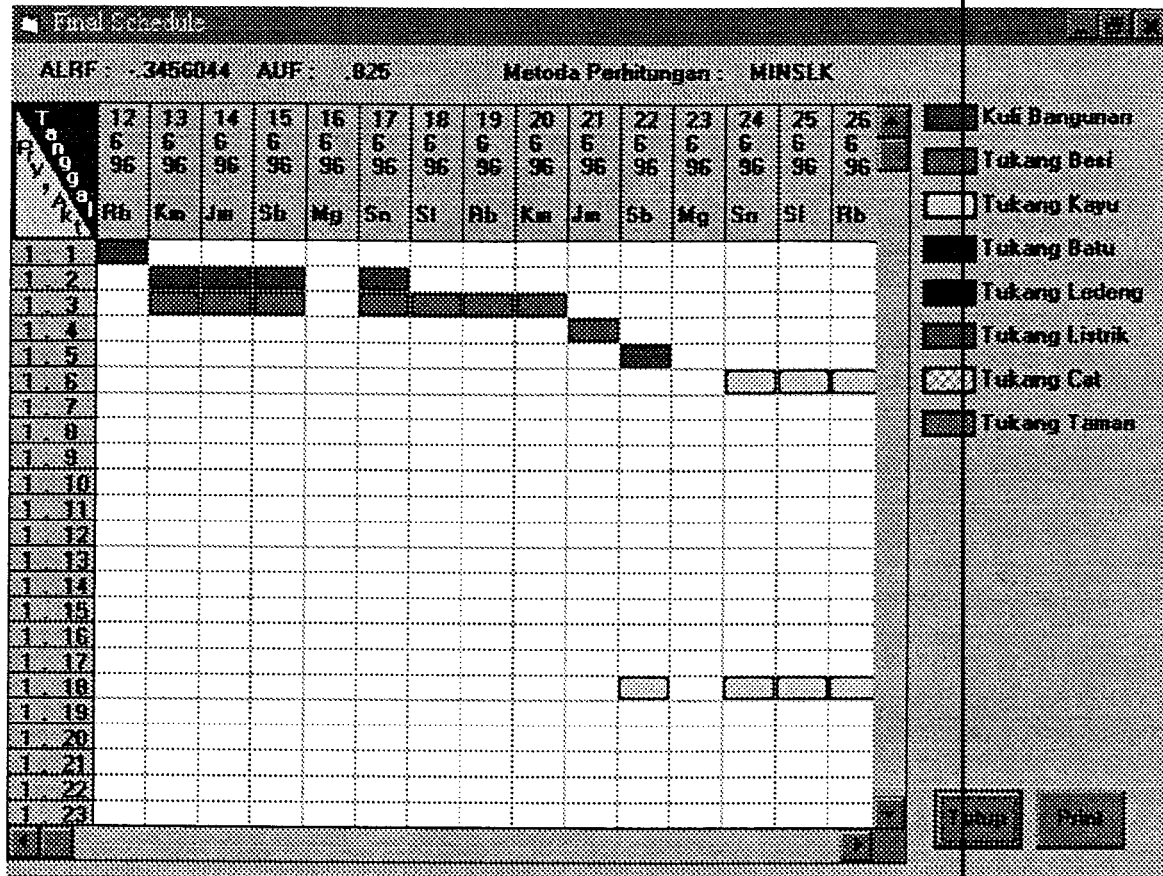 Final Schedule
ALRF : -.3456044 AUF : .825 Metoda Perhitungan : MINSLK
Tanggal
Py, Akt
12 13 14 15 16 17 18 19 20 21 22 23 24 25 26
6 6 6 6 6 6 6 6 6 6 6 6 6 6 6
96 96 96 96 96 96 96 96 96 96 96 96 96 96 96
Rb Km Jm Sb Mg Sn Sl Rb Km Jm Sb Mg Sn Sl Rb
1 . 1
1 . 2
1 . 3
1 . 4
1 . 5
1 . 6
1 . 7
1 . 8
1 . 9
1 . 10
1 . 11
1 . 12
1 . 13
1 . 14
1 . 15
1 . 16
1 . 17
1 . 18
1 . 19
1 . 20
1 . 21
1 . 22
1 . 23
Kuli Bangunan
Tukang Besi
Tukang Kayu
Tukang Batu
Tukang Ledeng
Tukang Listrik
Tukang Cat
Tukang Taman
Tutup Print